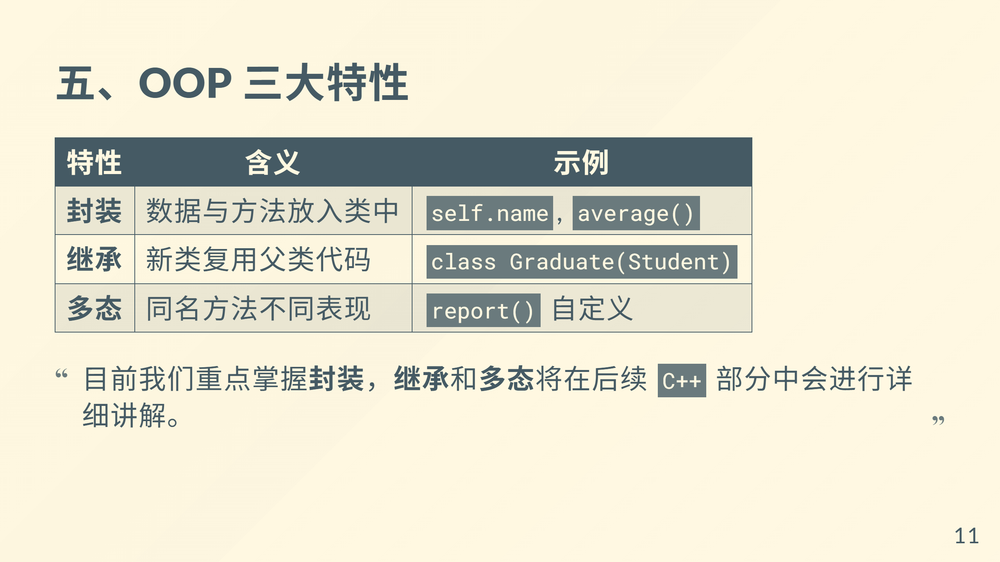 五、OOP 三大特性
特性 含义 示例
封装 数据与方法放入类中 self.name, average()
继承 新类复用父类代码 class Graduate(Student)
多态 同名方法不同表现 report() 自定义
“ 目前我们重点掌握封装，继承和多态将在后续 C++ 部分中会进行详
细讲解。 ”
11